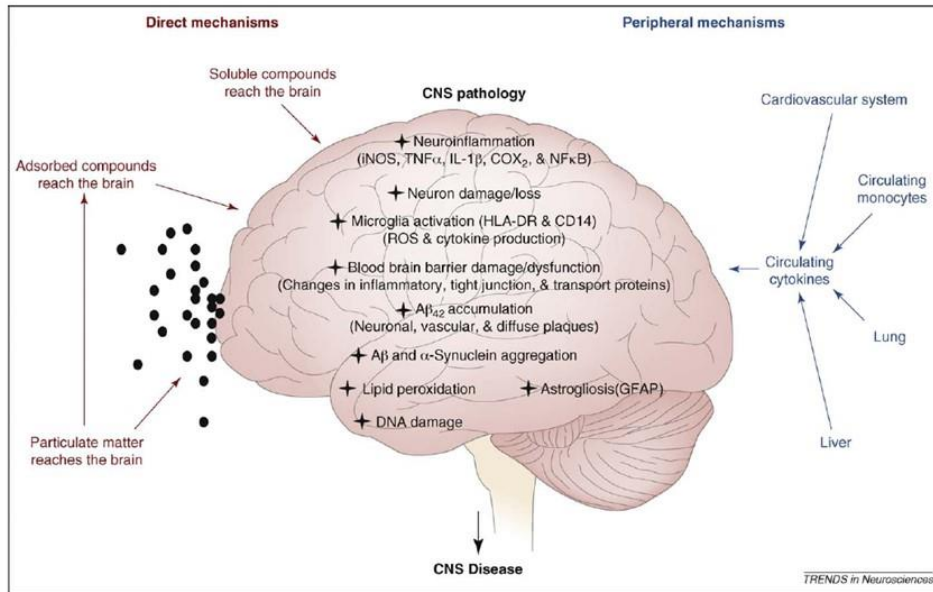 Direct mechanisms
Peripheral mechanisms
Soluble compounds
reach the brain
CNS pathology
Cardiovascular system
Adsorbed compounds
reach the brain
Neuroinflammation
(iNOS, TNFα, IL-1β, COX₂, & NFκB)
Neuron damage/loss
Microglia activation (HLA-DR & CD14)
(ROS & cytokine production)
Circulating
monocytes
Blood brain barrier damage/dysfunction
(Changes in inflammatory, tight junction, & transport proteins)
Circulating
cytokines
Aβ₄₂ accumulation
(Neuronal, vascular, & diffuse plaques)
Lung
Aβ and α-Synuclein aggregation
Lipid peroxidation
Astrogliosis(GFAP)
DNA damage
Particulate matter
reaches the brain
Liver
CNS Disease
TRENDS in Neurosciences